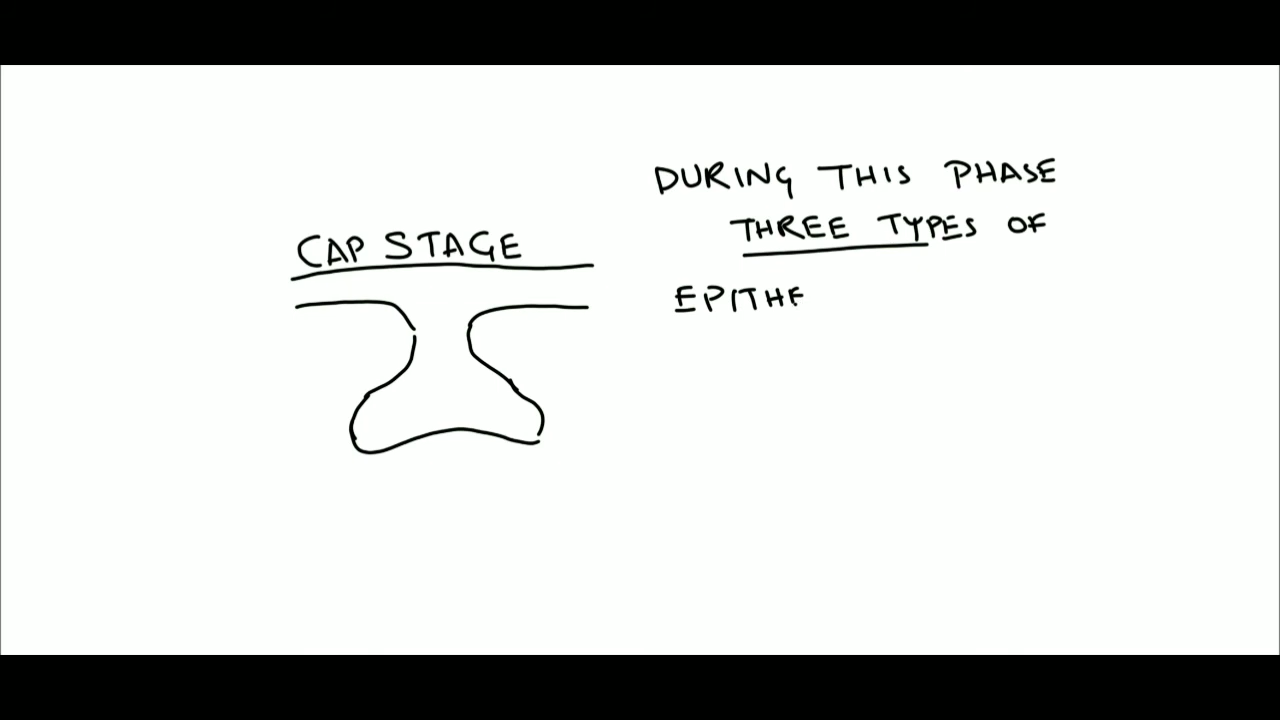 CAP STAGE
DURING THIS PHASE
THREE TYPES OF
EPITHE